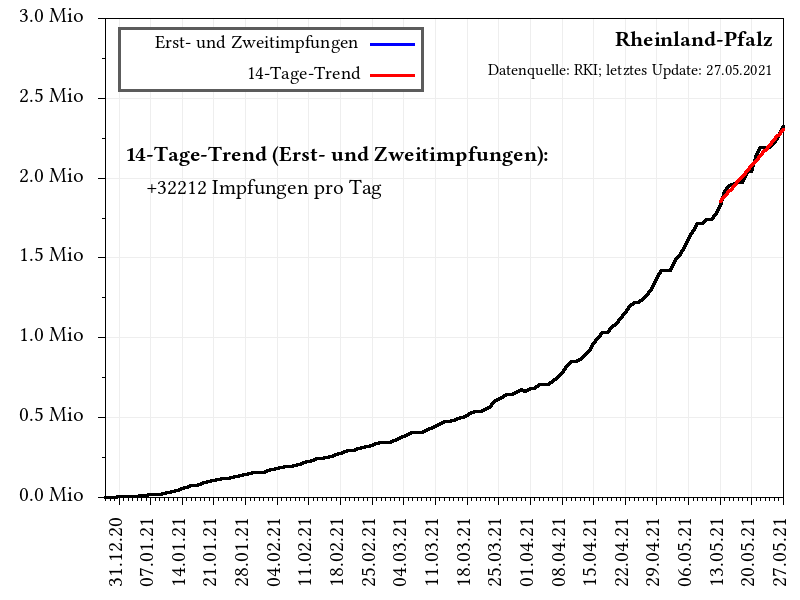 3.0 Mio
2.5 Mio
2.0 Mio
1.5 Mio
1.0 Mio
0.5 Mio
0.0 Mio
Erst- und Zweitimpfungen
14-Tage-Trend
Rheinland-Pfalz
Datenquelle: RKI; letztes Update: 27.05.2021
14-Tage-Trend (Erst- und Zweitimpfungen):
+32212 Impfungen pro Tag
31.12.20
07.01.21
14.01.21
21.01.21
28.01.21
04.02.21
11.02.21
18.02.21
25.02.21
04.03.21
11.03.21
18.03.21
25.03.21
01.04.21
08.04.21
15.04.21
22.04.21
29.04.21
06.05.21
13.05.21
20.05.21
27.05.21